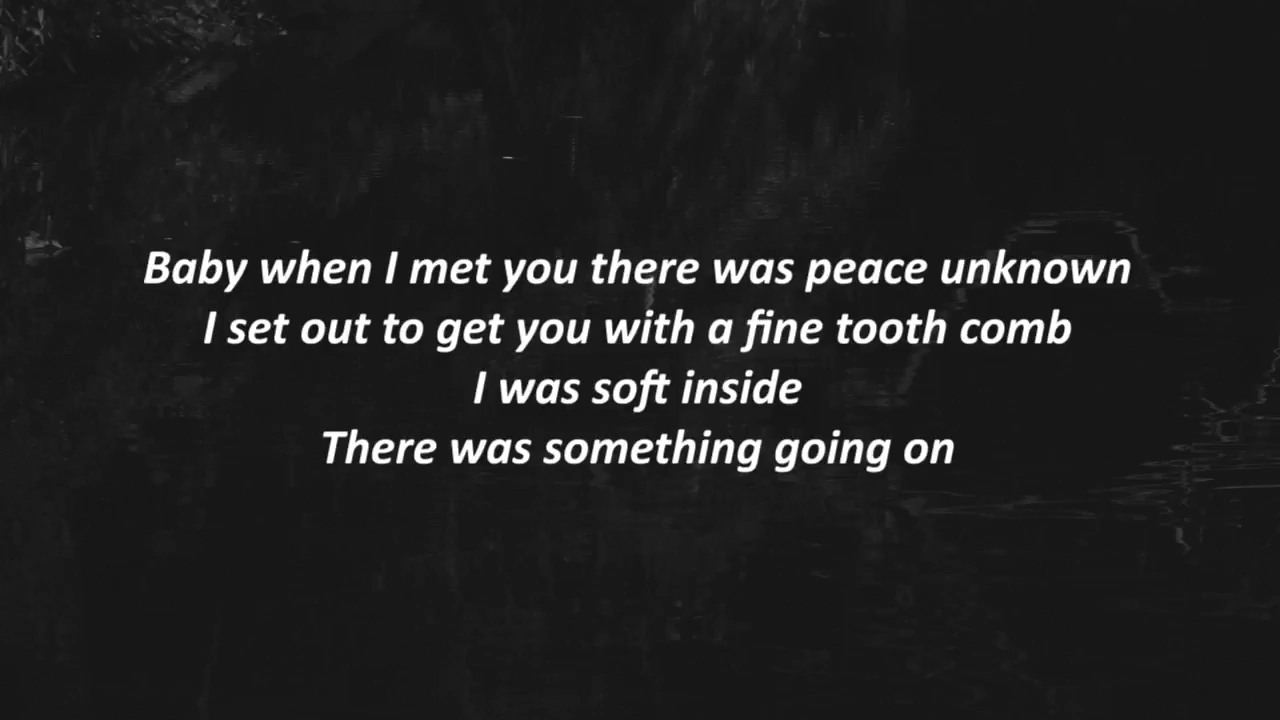 Baby when I met you there was peace unknown
I set out to get you with a fine tooth comb
I was soft inside
There was something going on